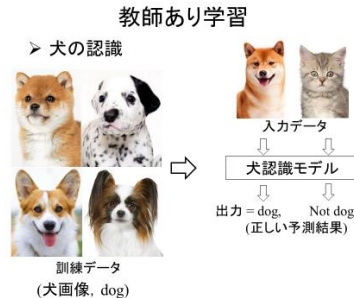 教師あり学習
➢ 犬の認識
訓練データ
(犬画像, dog)
入力データ
犬認識モデル
出力 = dog, Not dog
(正しい予測結果)